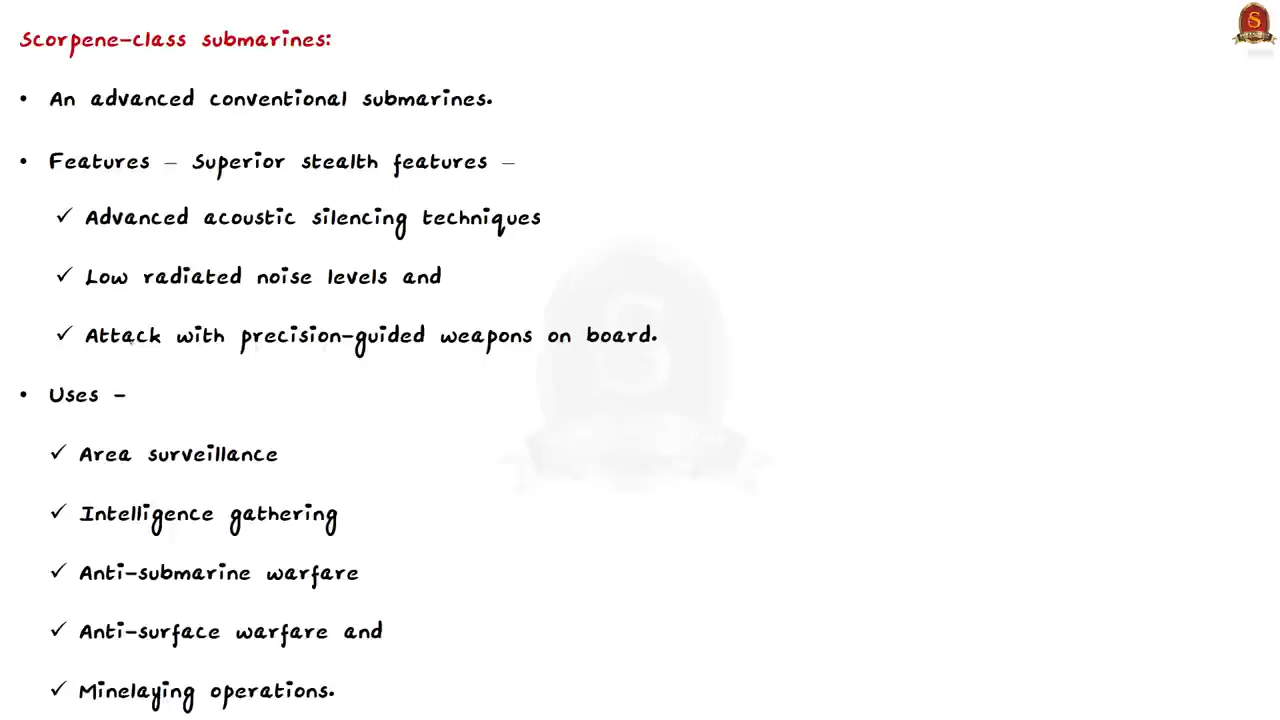 Scorpene-class submarines:
• An advanced conventional submarines.
• Features – Superior stealth features –
✓ Advanced acoustic silencing techniques
✓ Low radiated noise levels and
✓ Attack with precision-guided weapons on board.
• Uses -
✓ Area surveillance
✓ Intelligence gathering
✓ Anti-submarine warfare
✓ Anti-surface warfare and
✓ Minelaying operations.